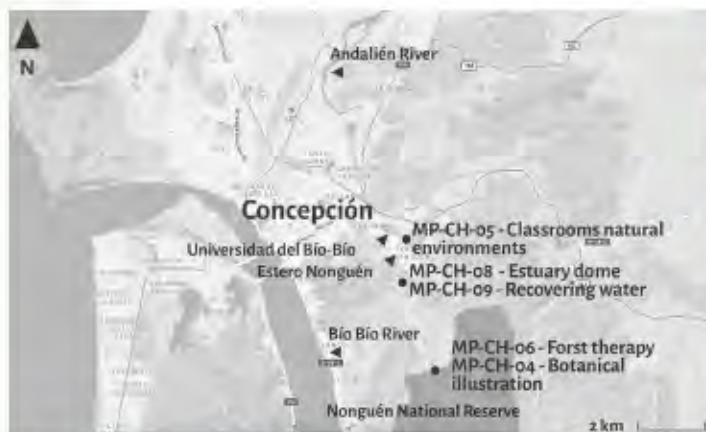 N
Andalién River
Concepción
MP-CH-05 - Classrooms natural
environments
Universidad del Bío-Bío
Estero Nonguén
MP-CH-08 - Estuary dome
MP-CH-09 - Recovering water
Bío Bío River
MP-CH-06 - Forst therapy
MP-CH-04 - Botanical
illustration
Nonguén National Reserve
2 km